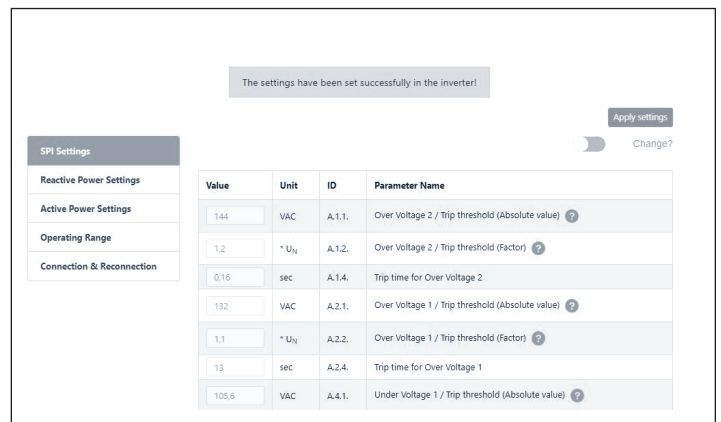 The settings have been set successfully in the inverter!
Apply settings
Change?
SPI Settings
Reactive Power Settings
Active Power Settings
Operating Range
Connection & Reconnection
Value Unit ID Parameter Name
144 VAC A.1.1. Over Voltage 2 / Trip threshold (Absolute value) ?
1,2 * UN A.1.2. Over Voltage 2 / Trip threshold (Factor) ?
0,16 sec A.1.4. Trip time for Over Voltage 2
132 VAC A.2.1. Over Voltage 1 / Trip threshold (Absolute value) ?
1,1 * UN A.2.2. Over Voltage 1 / Trip threshold (Factor) ?
13 sec A.2.4. Trip time for Over Voltage 1
105,6 VAC A.4.1. Under Voltage 1 / Trip threshold (Absolute value) ?